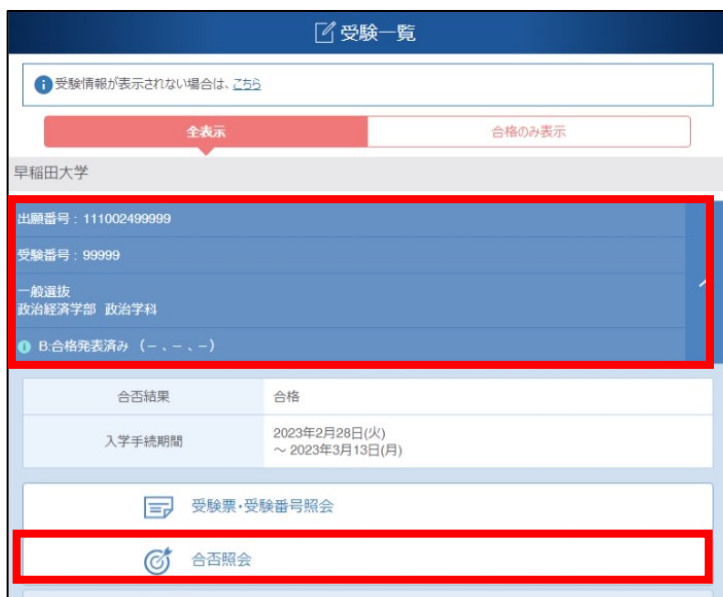 受験一覧
受験情報が表示されない場合は、こちら
全表示 合格のみ表示
早稲田大学
出願番号：111002499999
受験番号：99999
一般選抜
政治経済学部 政治学科
B:合格発表済み （－、－、－）
合否結果 合格
入学手続期間 2023年2月28日(火)
～ 2023年3月13日(月)
受験票・受験番号照会
合否照会